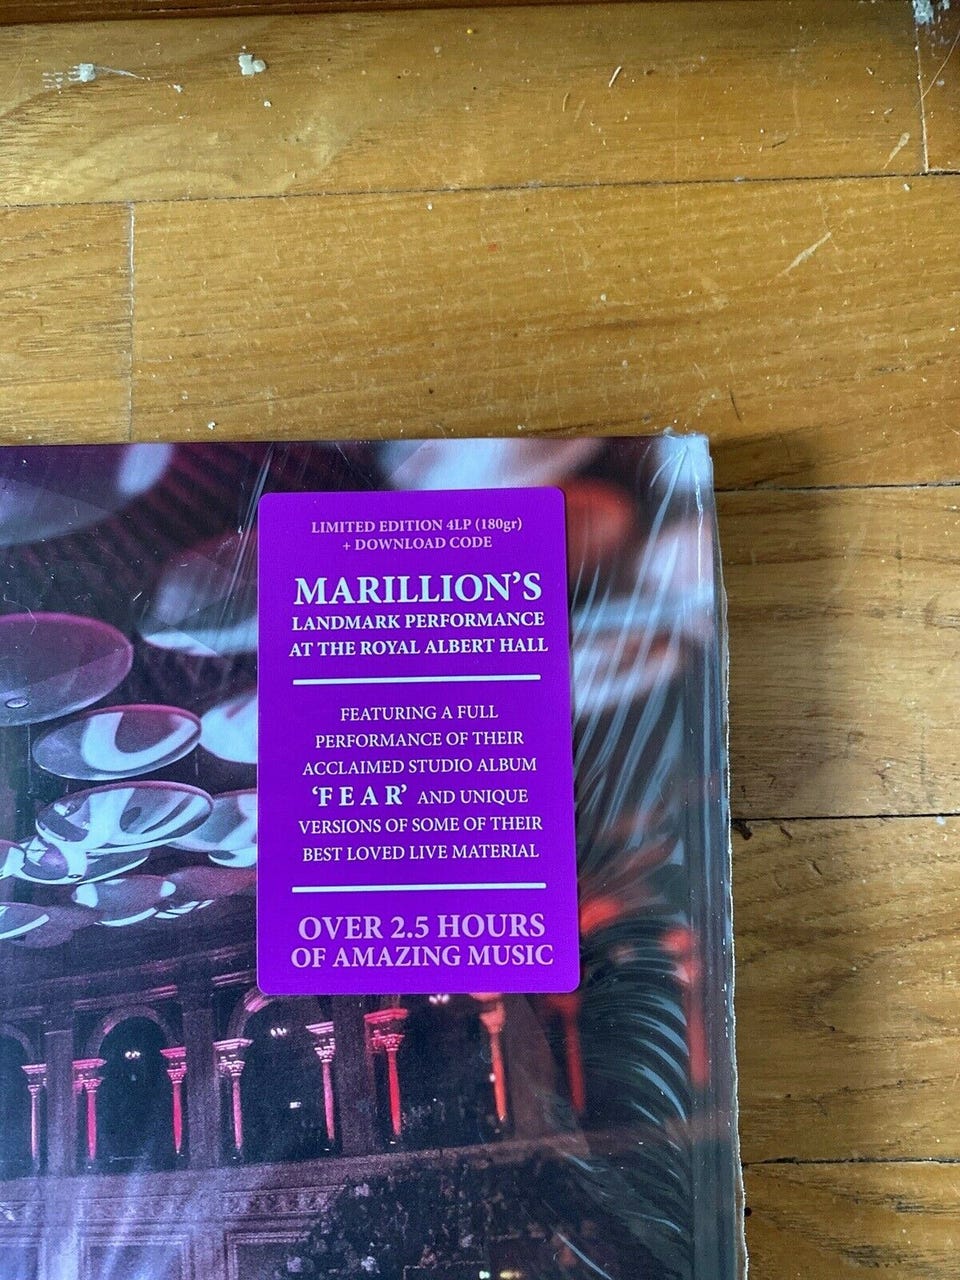 LIMITED EDITION 4LP (180gr)
+ DOWNLOAD CODE
MARILLION’S
LANDMARK PERFORMANCE
AT THE ROYAL ALBERT HALL
FEATURING A FULL
PERFORMANCE OF THEIR
ACCLAIMED STUDIO ALBUM
‘F E A R’ AND UNIQUE
VERSIONS OF SOME OF THEIR
BEST LOVED LIVE MATERIAL
OVER 2.5 HOURS
OF AMAZING MUSIC